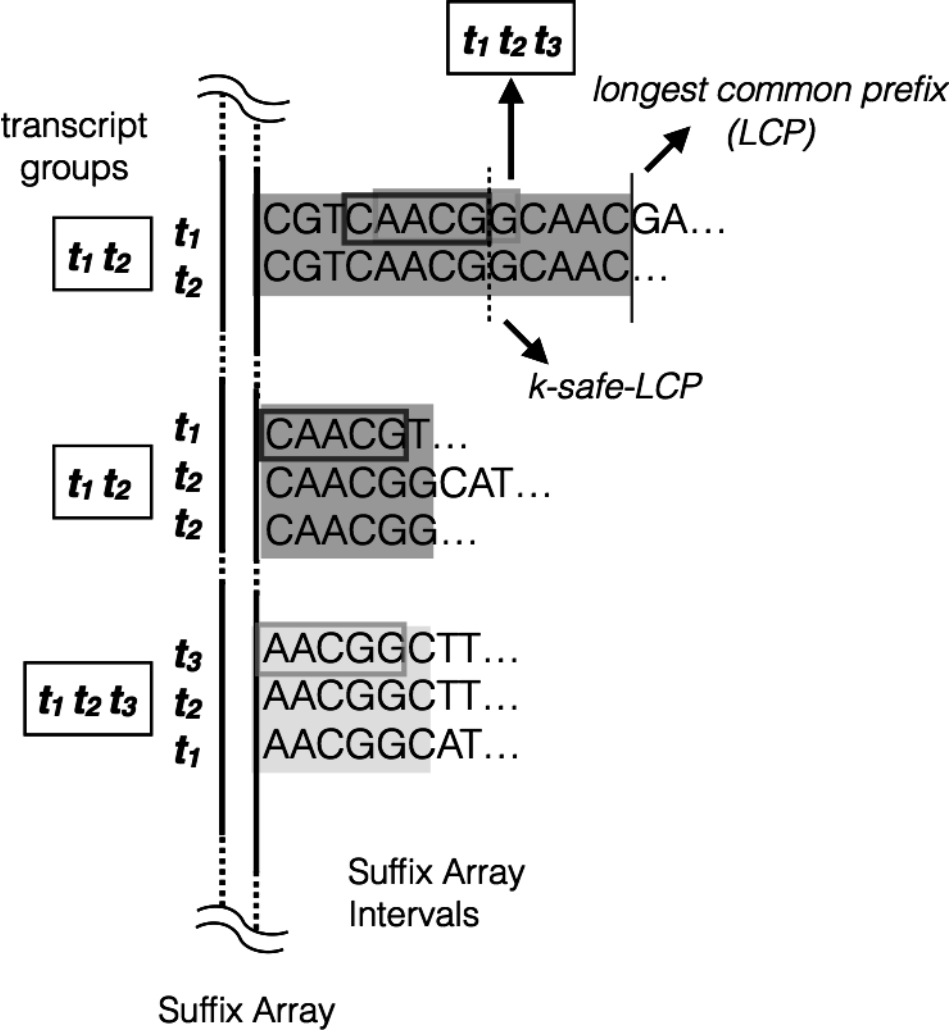 t1 t2 t3
longest common prefix
(LCP)
transcript
groups
t1 t2
t1 CGTCAACGGCAACGA...
t2 CGTCAACGGCAAC...
k-safe-LCP
t1 t2
t1 CAACGT...
t2 CAACGGCAT...
t2 CAACGG...
t1 t2 t3
t3 AACGGCTT...
t2 AACGGCTT...
t1 AACGGCAT...
Suffix Array
Intervals
Suffix Array